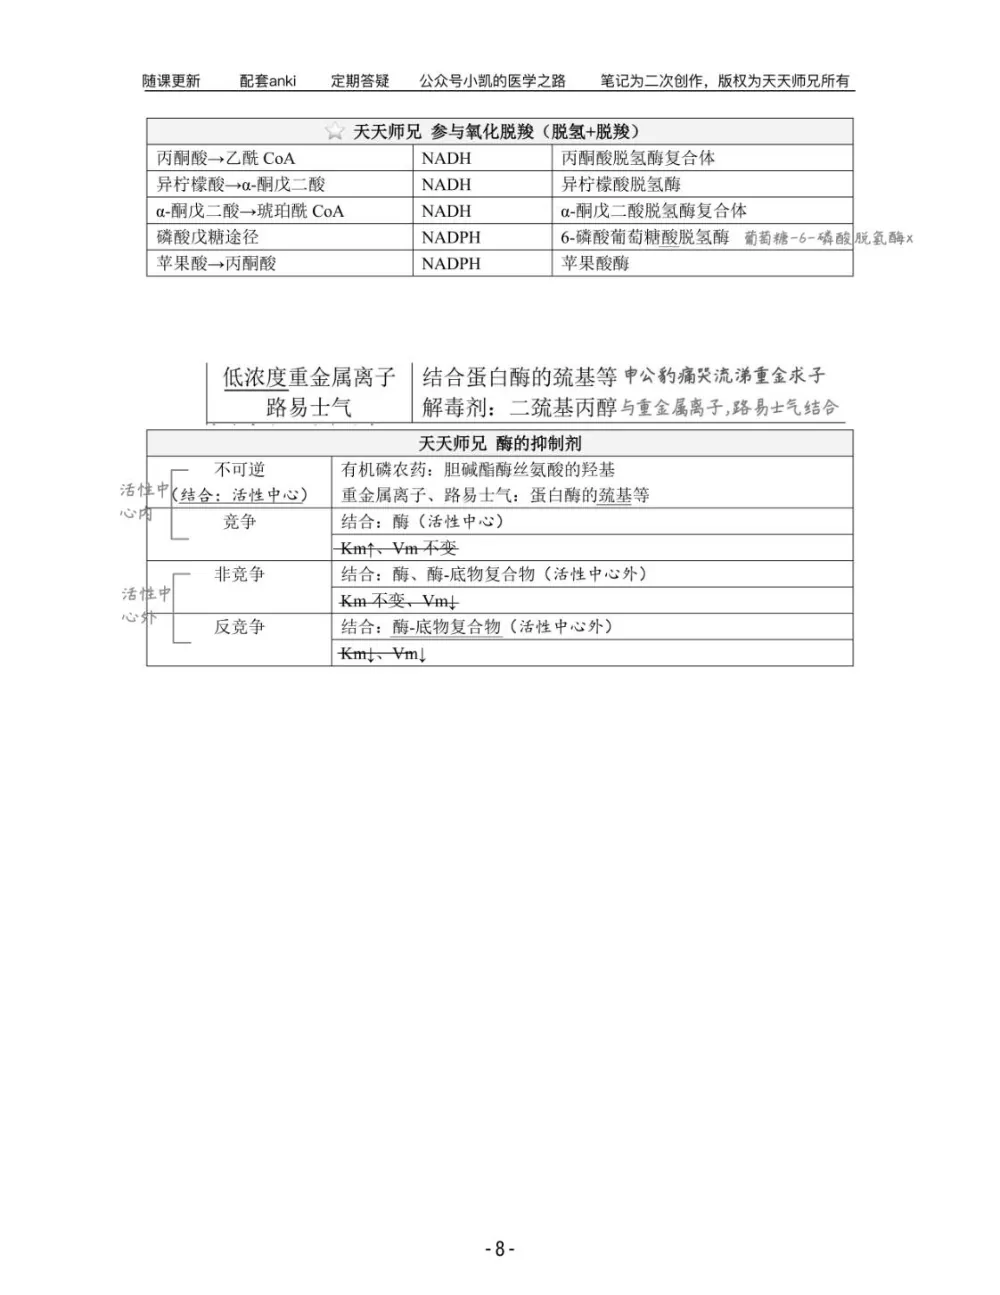 随课更新 配套anki 定期答疑 公众号小凯的医学之路 笔记为二次创作，版权为天天师兄所有
天天师兄 参与氧化脱羧（脱氢+脱羧）
丙酮酸→乙酰 CoA NADH 丙酮酸脱氢酶复合体
异柠檬酸→α-酮戊二酸 NADH 异柠檬酸脱氢酶
α-酮戊二酸→琥珀酰 CoA NADH α-酮戊二酸脱氢酶复合体
磷酸戊糖途径 NADPH 6-磷酸葡萄糖酸脱氢酶 葡萄糖-6-磷酸脱氢酶x
苹果酸→丙酮酸 NADPH 苹果酸酶
低浓度重金属离子 结合蛋白酶的巯基等 申公豹痛哭流涕重金求子
路易士气 解毒剂：二巯基丙醇 与重金属离子,路易士气结合
天天师兄 酶的抑制剂
不可逆 有机磷农药：胆碱酯酶丝氨酸的羟基
活性中心内 （结合：活性中心） 重金属离子、路易士气：蛋白酶的巯基等
竞争 结合：酶（活性中心）
Km↑、Vm 不变
非竞争 结合：酶、酶-底物复合物（活性中心外）
活性中心外 Km 不变、Vm↓
反竞争 结合：酶-底物复合物（活性中心外）
Km↓、Vm↓
- 8 -